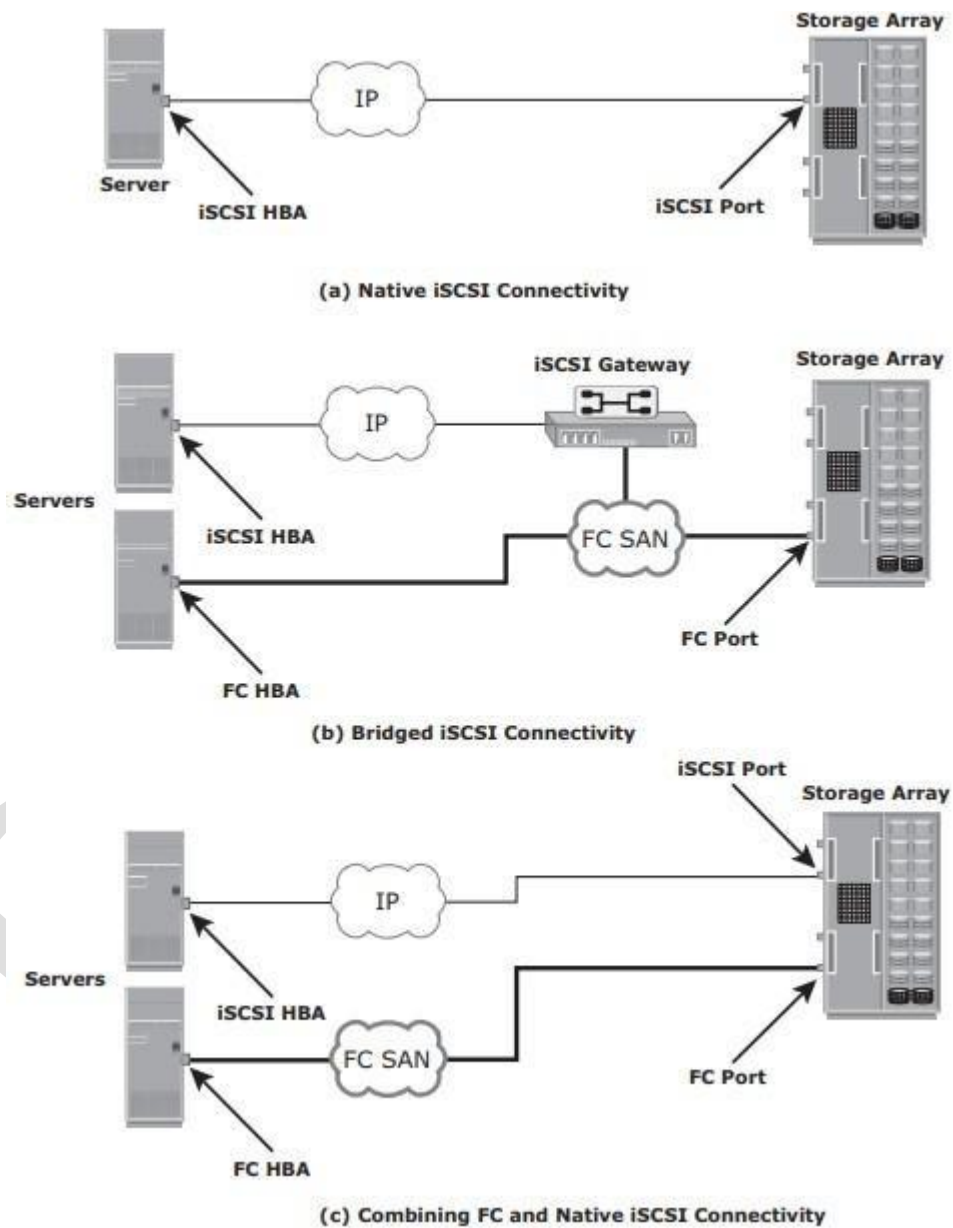 Storage Array
IP
Server
iSCSI HBA
iSCSI Port
(a) Native iSCSI Connectivity
iSCSI Gateway
Storage Array
IP
Servers
iSCSI HBA
FC SAN
FC Port
FC HBA
(b) Bridged iSCSI Connectivity
iSCSI Port
Storage Array
IP
Servers
iSCSI HBA
FC SAN
FC Port
FC HBA
(c) Combining FC and Native iSCSI Connectivity